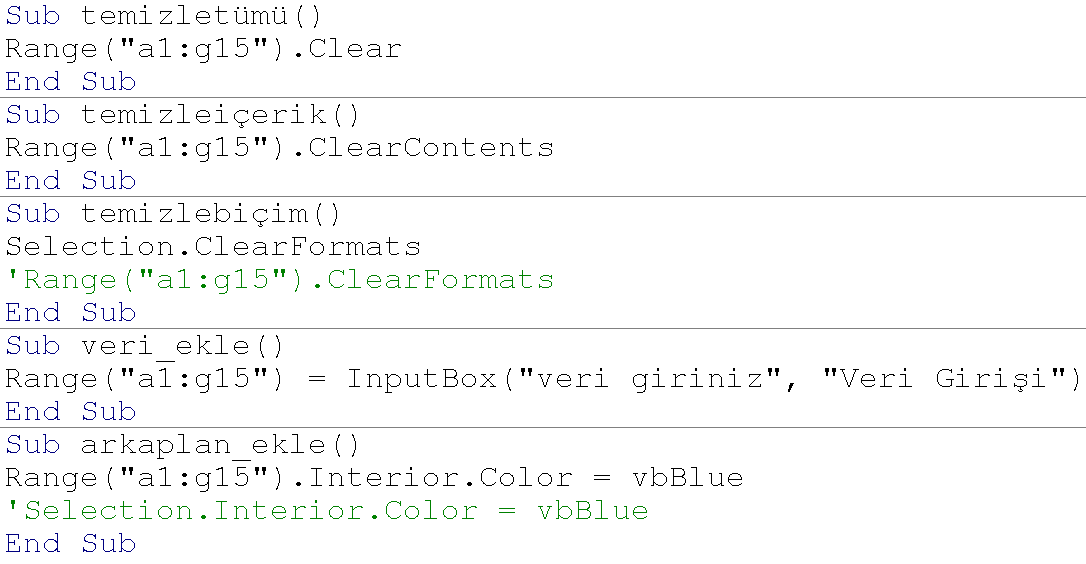 Sub temizletümü()
Range("a1:g15").Clear
End Sub
Sub temizleiçerik()
Range("a1:g15").ClearContents
End Sub
Sub temizlebiçim()
Selection.ClearFormats
'Range("a1:g15").ClearFormats
End Sub
Sub veri_ekle()
Range("a1:g15") = InputBox("veri giriniz", "Veri Girişi")
End Sub
Sub arkaplan_ekle()
Range("a1:g15").Interior.Color = vbBlue
'Selection.Interior.Color = vbBlue
End Sub